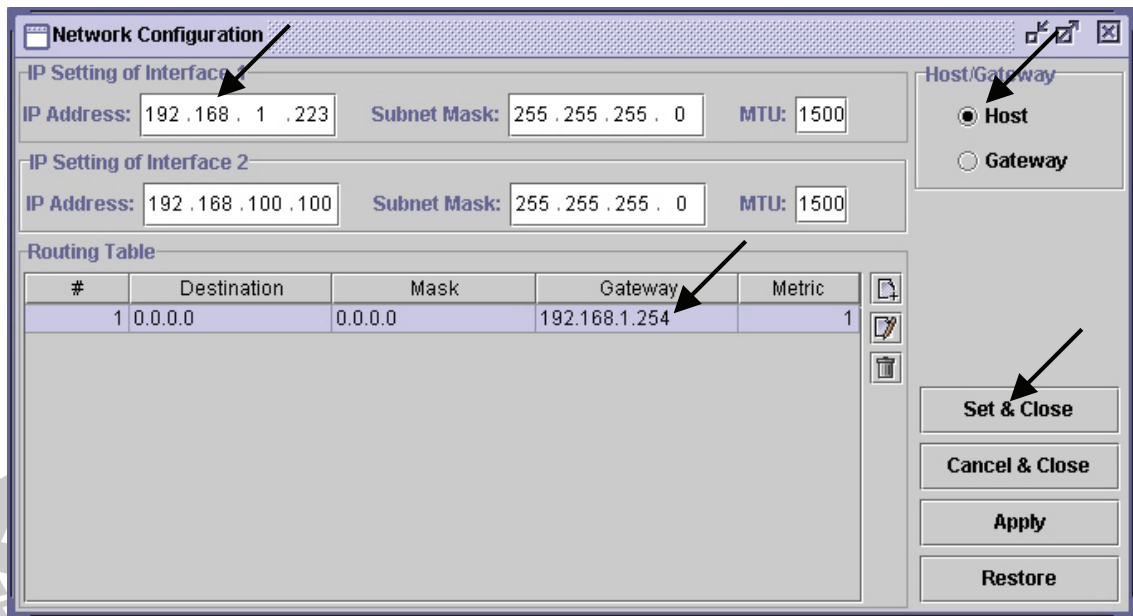 Network Configuration
IP Setting of Interface 1
IP Address: 192 . 168 . 1 . 223 Subnet Mask: 255 . 255 . 255 . 0 MTU: 1500
IP Setting of Interface 2
IP Address: 192 . 168 . 100 . 100 Subnet Mask: 255 . 255 . 255 . 0 MTU: 1500
Host/Gateway
Host
Gateway
Routing Table
# Destination Mask Gateway Metric
1 0.0.0.0 0.0.0.0 192.168.1.254 1
Set & Close
Cancel & Close
Apply
Restore